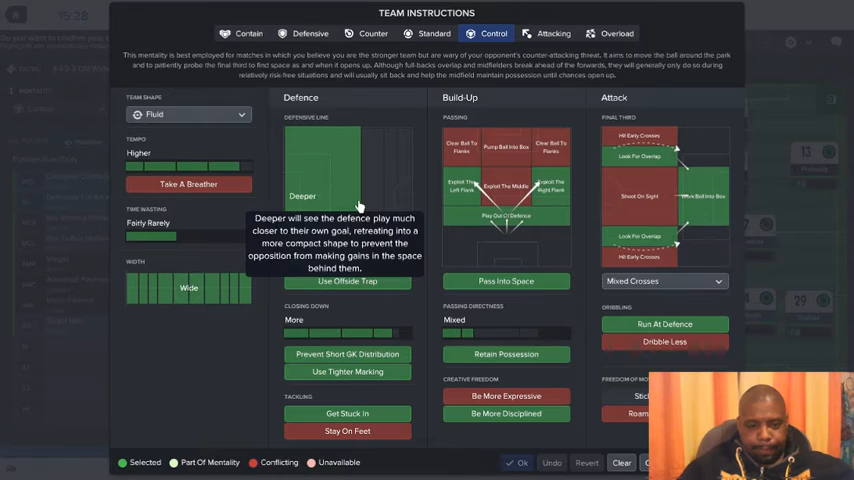 TEAM INSTRUCTIONS
15:28
Contain
Defensive
Counter
Standard
Control
Attacking
Overload
This mentality is best employed for matches in which you believe you are the stronger team but are wary of your opponent's counter-attacking threat. It aims to move the ball around the
park and to patiently probe the final third to find space as and when it opens up. Although full-backs overlap and midfielders break ahead of the forwards, they will generally only do so during
relatively risk-free situations and will usually sit back and help the midfield maintain possession until chances open up.
TEAM SHAPE
Fluid
TEMPO
Higher
Take A Breather
TIME WASTING
Fairly Rarely
WIDTH
Wide
Defence
DEFENSIVE LINE
Deeper
Deeper will see the defence play much
closer to their own goal, retreating into a
more compact shape to prevent the
opposition from making gains in the space
behind them.
Use Offside Trap
CLOSING DOWN
More
Prevent Short GK Distribution
Use Tighter Marking
TACKLING
Get Stuck In
Stay On Feet
Build-Up
PASSING
Clear Ball To
Flanks
Pump Ball Into Box
Clear Ball To
Flanks
Exploit The
Left Flank
Exploit The Middle
Exploit The
Right Flank
Play Out Of Defence
Pass Into Space
PASSING DIRECTNESS
Mixed
Retain Possession
CREATIVE FREEDOM
Be More Expressive
Be More Disciplined
Attack
FINAL THIRD
Hit Early Crosses
Look For Overlap
Shoot On Sight
Work Ball Into Box
Look For Overlap
Hit Early Crosses
Mixed Crosses
DRIBBLING
Run At Defence
Dribble Less
FREEDOM OF M
Stic
Roam
13
29
Selected
Part Of Mentality
Conflicting
Unavailable
Ok
Undo
Revert
Clear